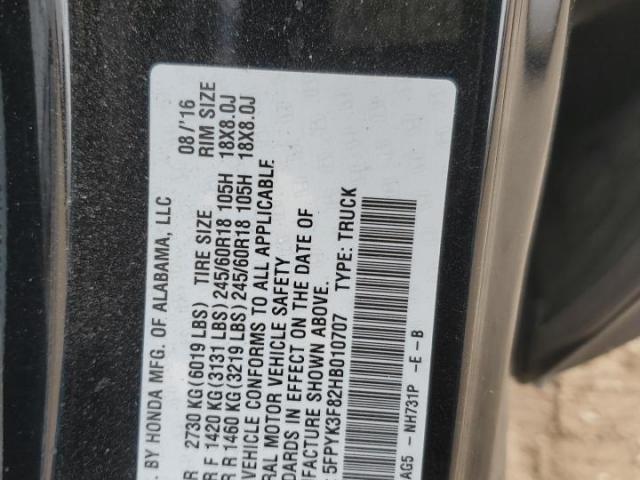 . BY HONDA MFG. OF ALABAMA, LLC 08/'16
R 2730 KG(6019 LBS) TIRE SIZE RIM SIZE
R F 1420 KG(3131 LBS)245/60R18 105H 18X8.0J
R R 1460 KG(3219 LBS)245/60R18 105H 18X8.0J
VEHICLE CONFORMS TO ALL APPLICABLE
RAL MOTOR VEHICLE SAFETY
DARDS IN EFFECT ON THE DATE OF
FACTURE SHOWN ABOVE.
5FPYK3F82HB010707 TYPE: TRUCK
AG5 -NH731P -E -B